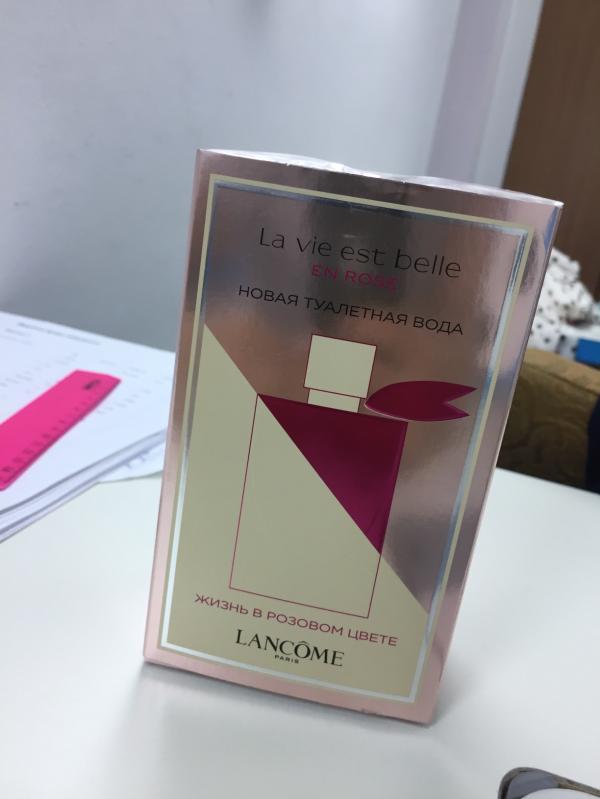 La vie est belle
EN ROSE
НОВАЯ ТУАЛЕТНАЯ ВОДА
ЖИЗНЬ В РОЗОВОМ ЦВЕТЕ
LANCÔME
PARIS